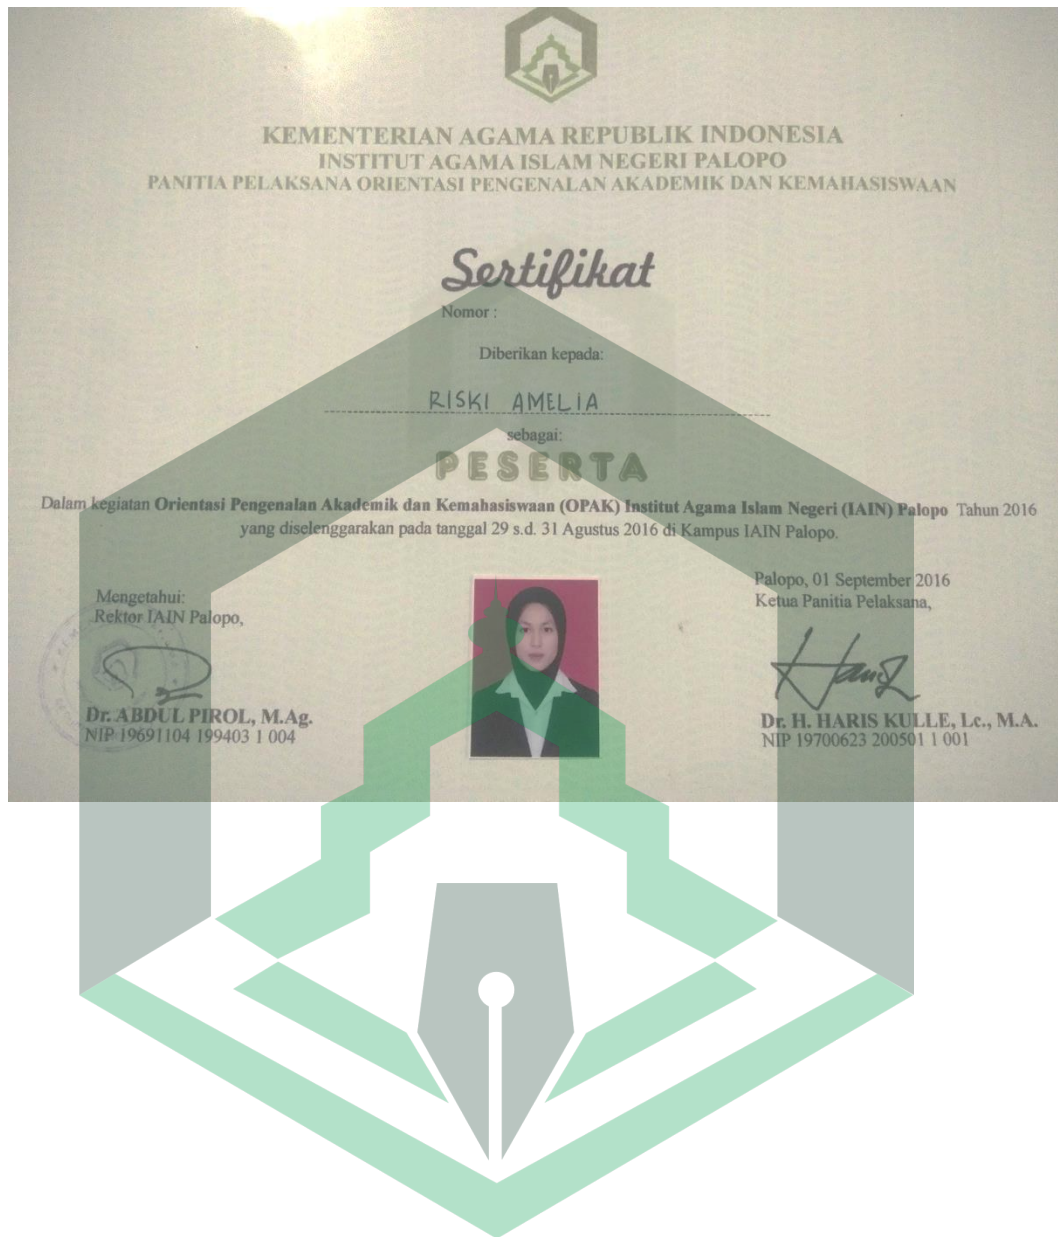 KEMENTERIAN AGAMA REPUBLIK INDONESIA
INSTITUT AGAMA ISLAM NEGERI PALOPO
PANITIA PELAKSANA ORIENTASI PENGENALAN AKADEMIK DAN KEMAHASISWAAN
Sertifikat
Nomor :
Diberikan kepada:
RISKI AMELIA
sebagai:
PESERTA
Dalam kegiatan Orientasi Pengenalan Akademik dan Kemahasiswaan (OPAK) Institut Agama Islam Negeri (IAIN) Palopo Tahun 2016
yang diselenggarakan pada tanggal 29 s.d. 31 Agustus 2016 di Kampus IAIN Palopo.
Mengetahui:
Rektor IAIN Palopo,
Dr. ABDUL PIROL, M.Ag.
NIP 19691104 199403 1 004
Palopo, 01 September 2016
Ketua Panitia Pelaksana,
Dr. H. HARIS KULLE, Lc., M.A.
NIP 19700623 200501 1 001